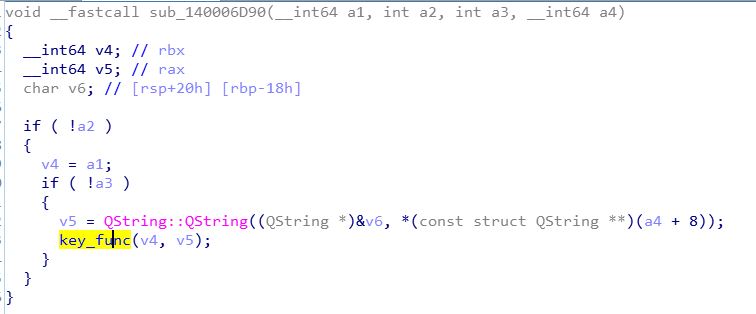 void __fastcall sub_140006D90(__int64 a1, int a2, int a3, __int64 a4)
{
  __int64 v4; // rbx
  __int64 v5; // rax
  char v6; // [rsp+20h] [rbp-18h]

  if ( !a2 )
  {
    v4 = a1;
    if ( !a3 )
    {
      v5 = QString::QString((QString *)&v6, *(const struct QString **)(a4 + 8));
      key_func(v4, v5);
    }
  }
}